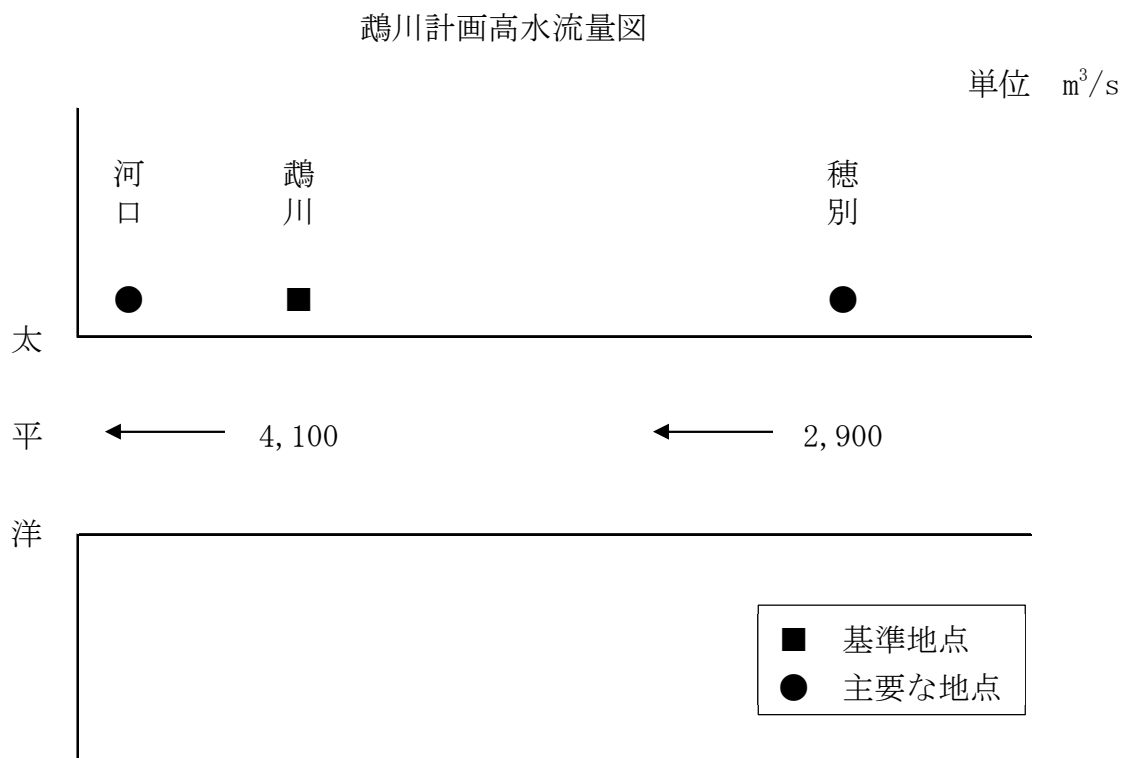 鵡川計画高水流量図
単位 m³/s
河口
鵡川
穂別
太平洋
4,100
2,900
■ 基準地点
● 主要な地点